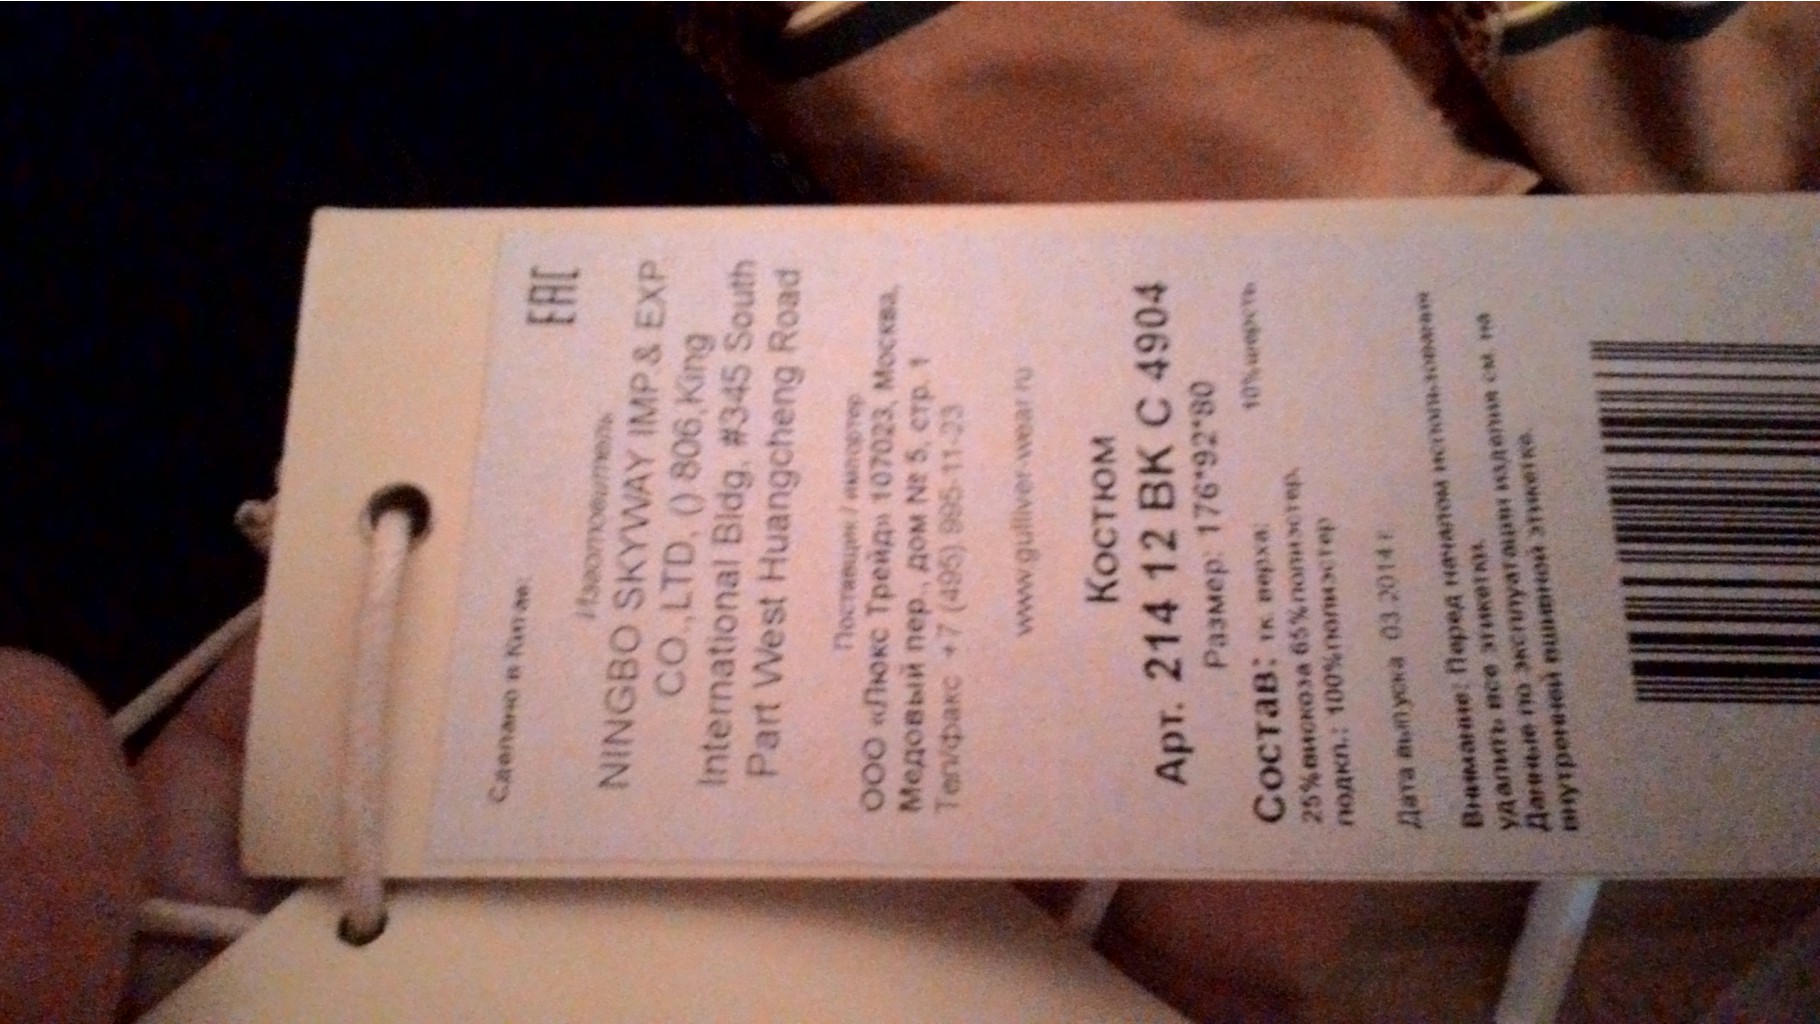 EAC
Сделано в Китае:
Изготовитель
NINGBO SKYWAY IMP.& EXP
CO.,LTD, () 806,King
International Bldg, #345 South
Part West Huangcheng Road
Поставщик / импортер
ООО «Люкс Трейд» 107023, Москва,
Медовый пер., дом № 5, стр. 1
Тел/факс +7 (495) 995-11-23
www.gulliver-wear.ru
Костюм
Арт. 214 12 BK C 4904
Размер: 176*92*80
Состав: тк. верха: 10%шерсть
25%вискоза 65%полиэстер,
подкл.: 100%полиэстер
Дата выпуска 03.2014 г
Внимание: Перед началом использования
удалить все этикетки.
Данные по эксплуатации изделия см. на
внутренней вшивной этикетке.